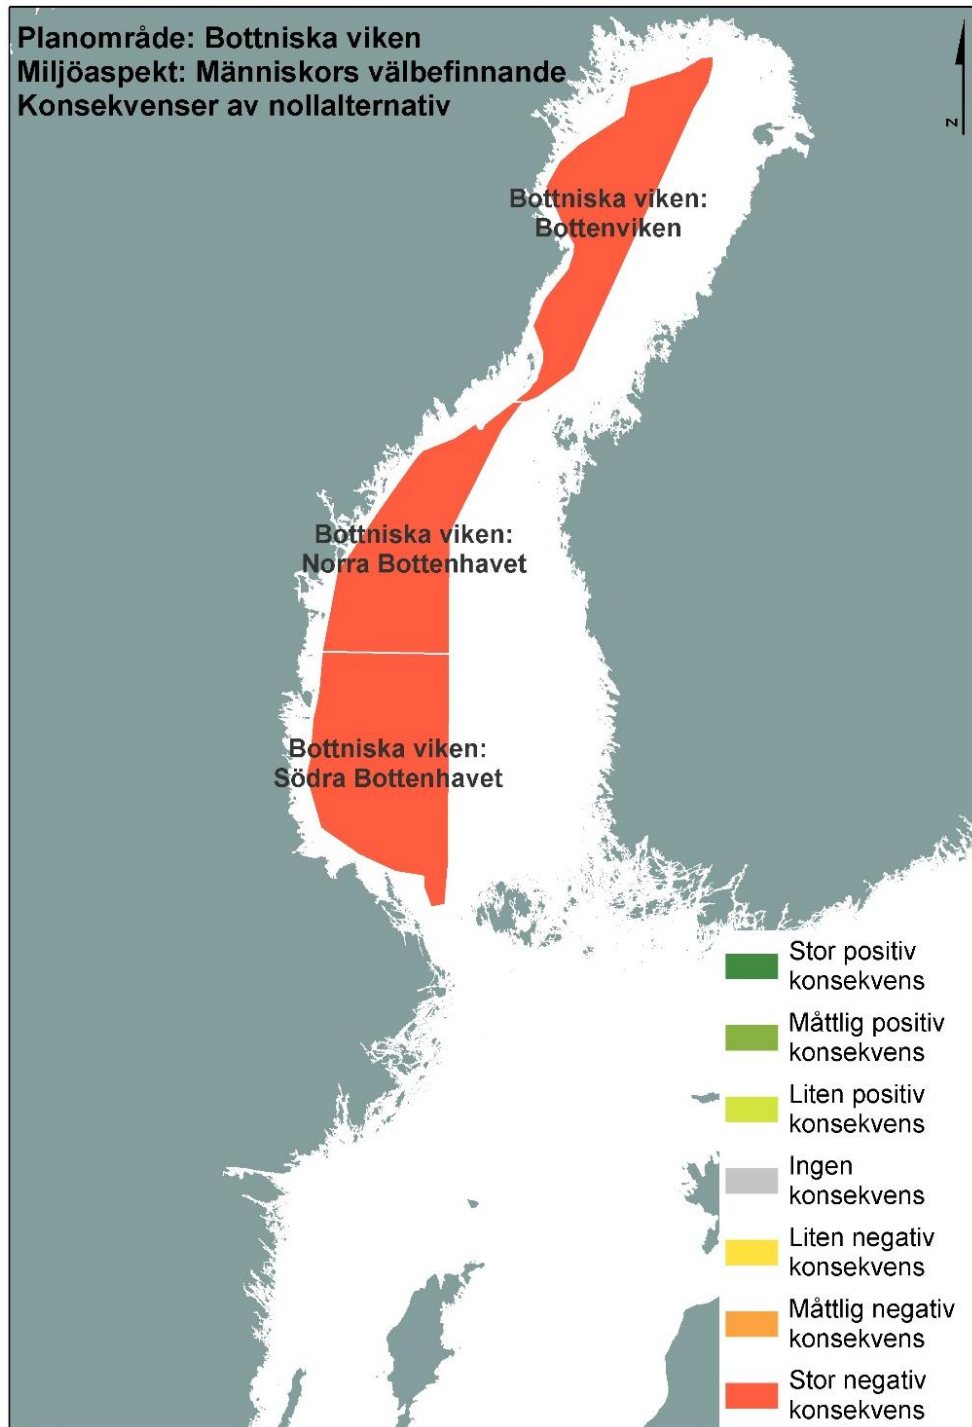 Planområde: Bottniska viken
Miljöaspekt: Människors välbefinnande
Konsekvenser av nollalternativ
N
Bottniska viken:
Bottenviken
Bottniska viken:
Norra Bottenhavet
Bottniska viken:
Södra Bottenhavet
Stor positiv
konsekvens
Måttlig positiv
konsekvens
Liten positiv
konsekvens
Ingen
konsekvens
Liten negativ
konsekvens
Måttlig negativ
konsekvens
Stor negativ
konsekvens